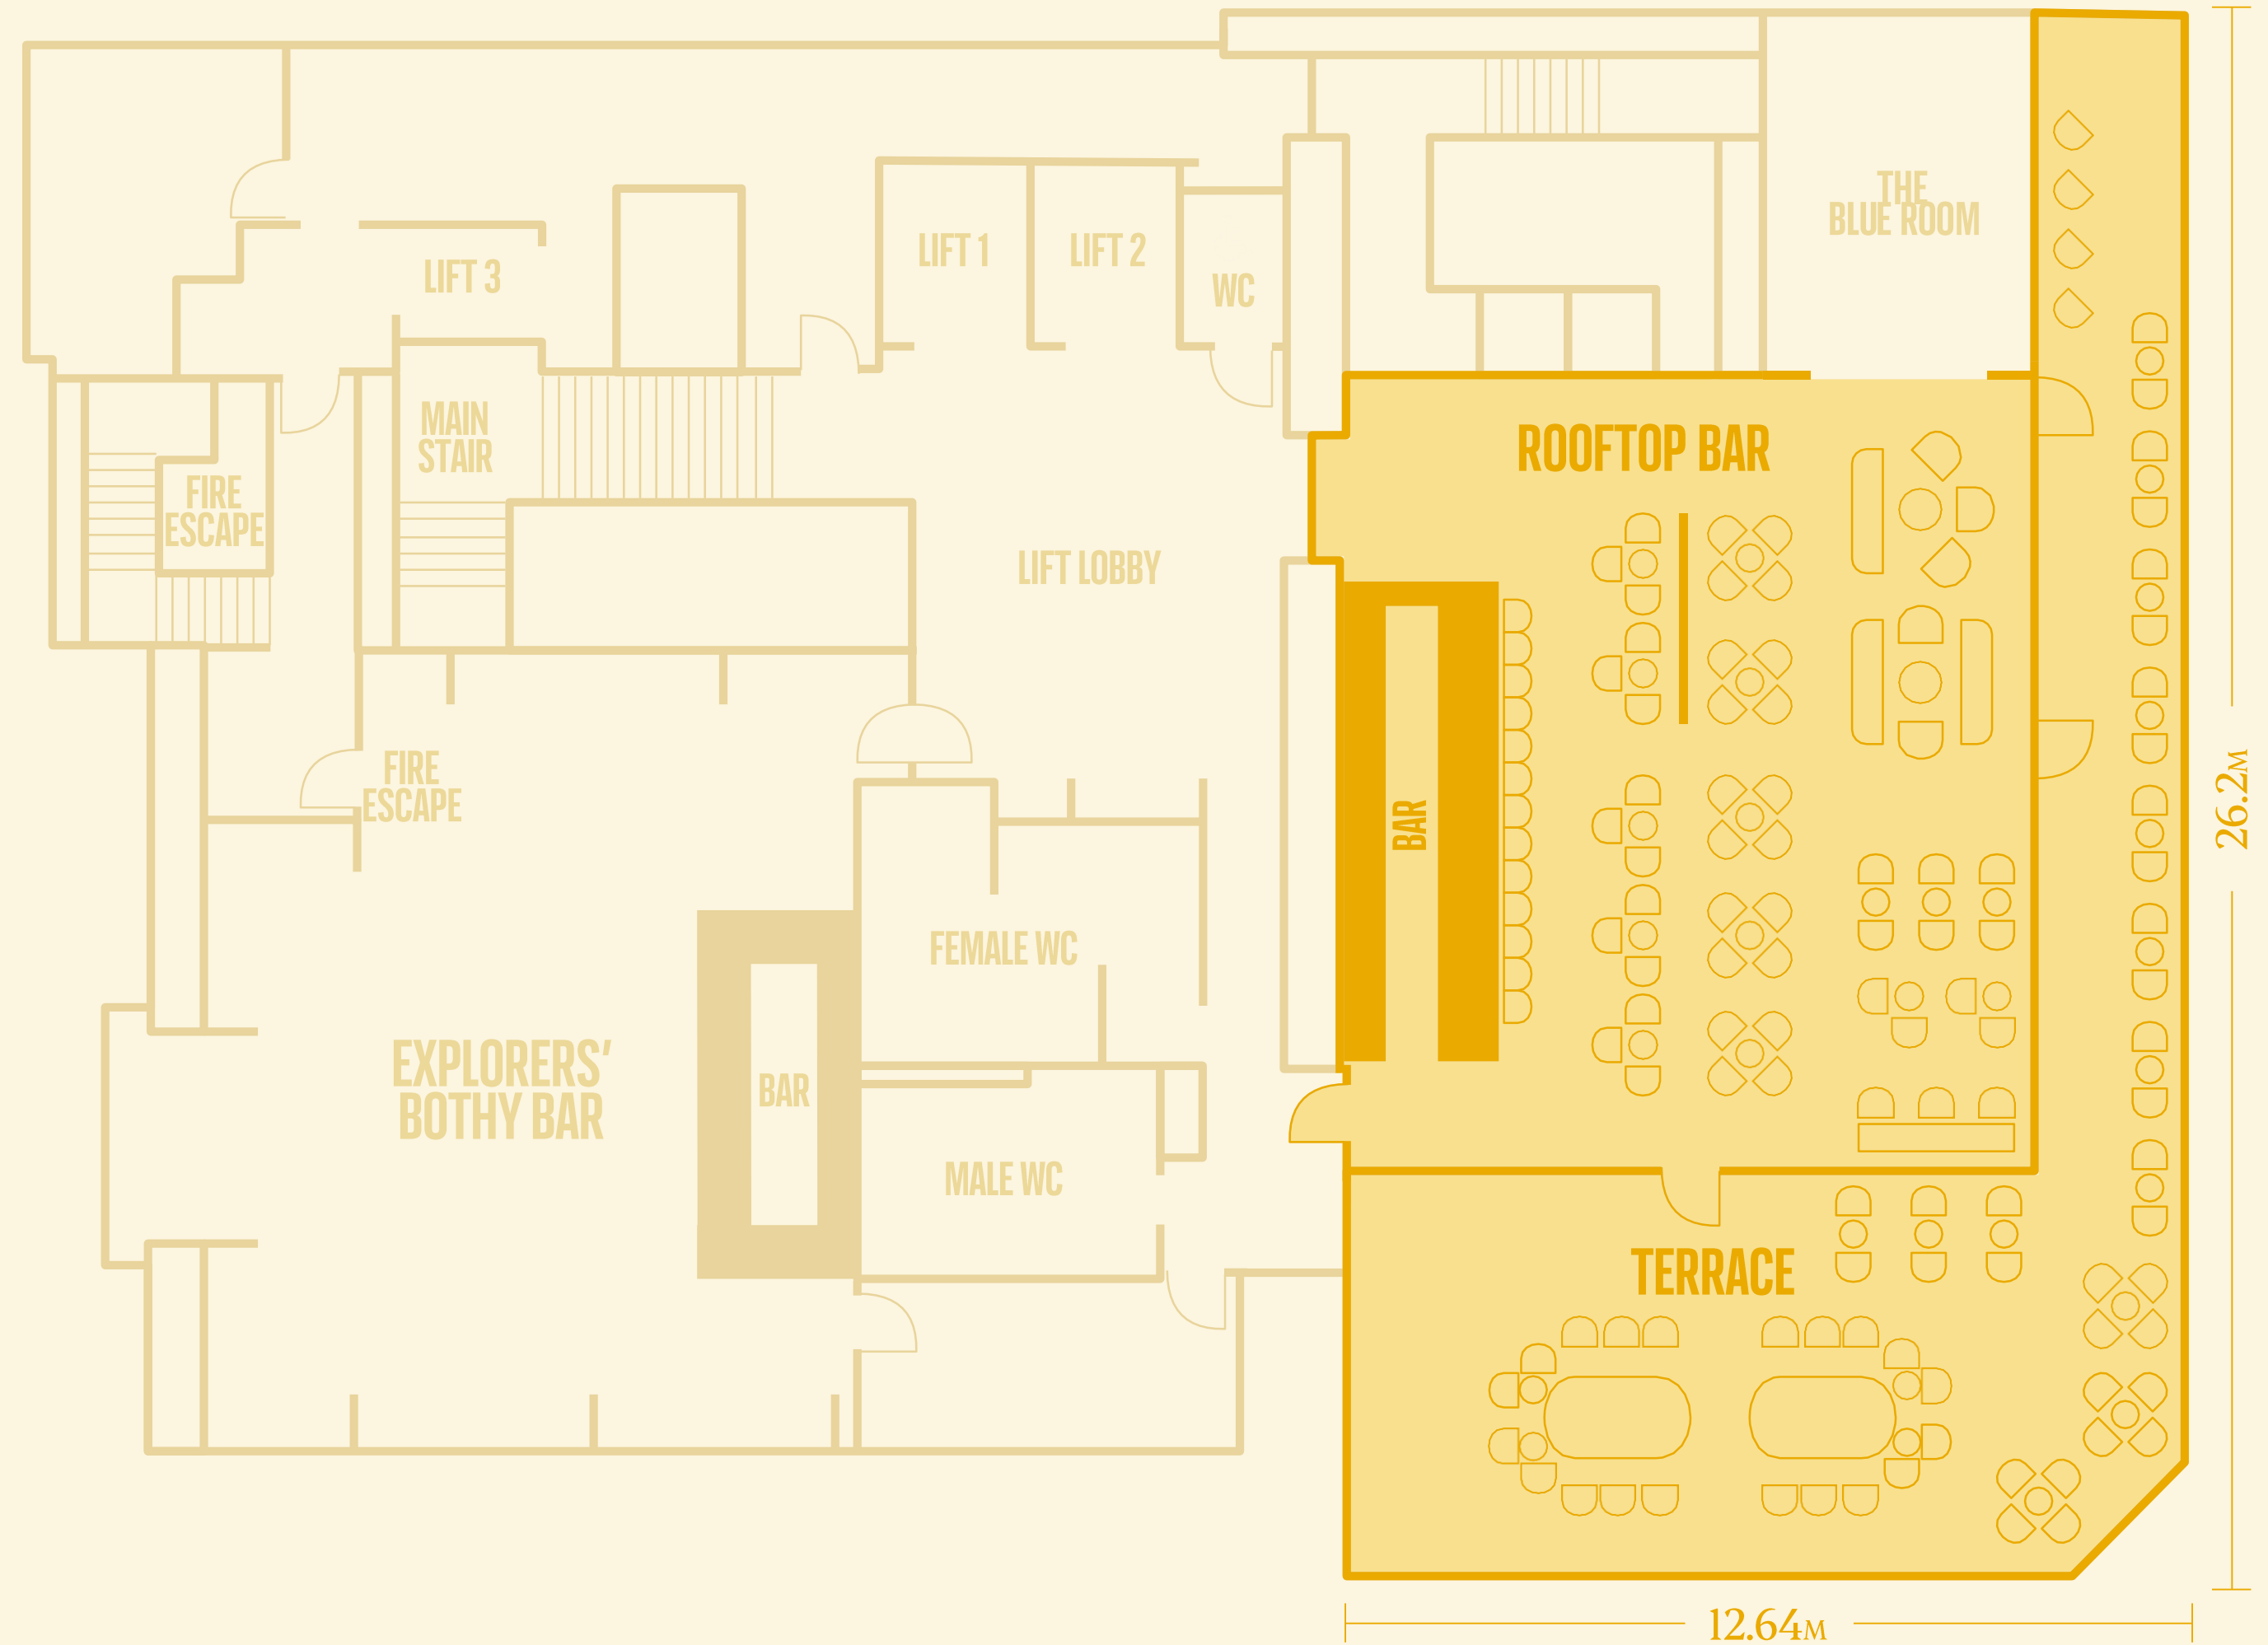 THE
BLUE ROOM
LIFT 1
LIFT 2
LIFT 3
WC
MAIN
STAIR
ROOFTOP BAR
FIRE
ESCAPE
LIFT LOBBY
FIRE
ESCAPE
BAR
26.2M
FEMALE WC
EXPLORERS’
BOTHY BAR
BAR
MALE WC
TERRACE
12.64M